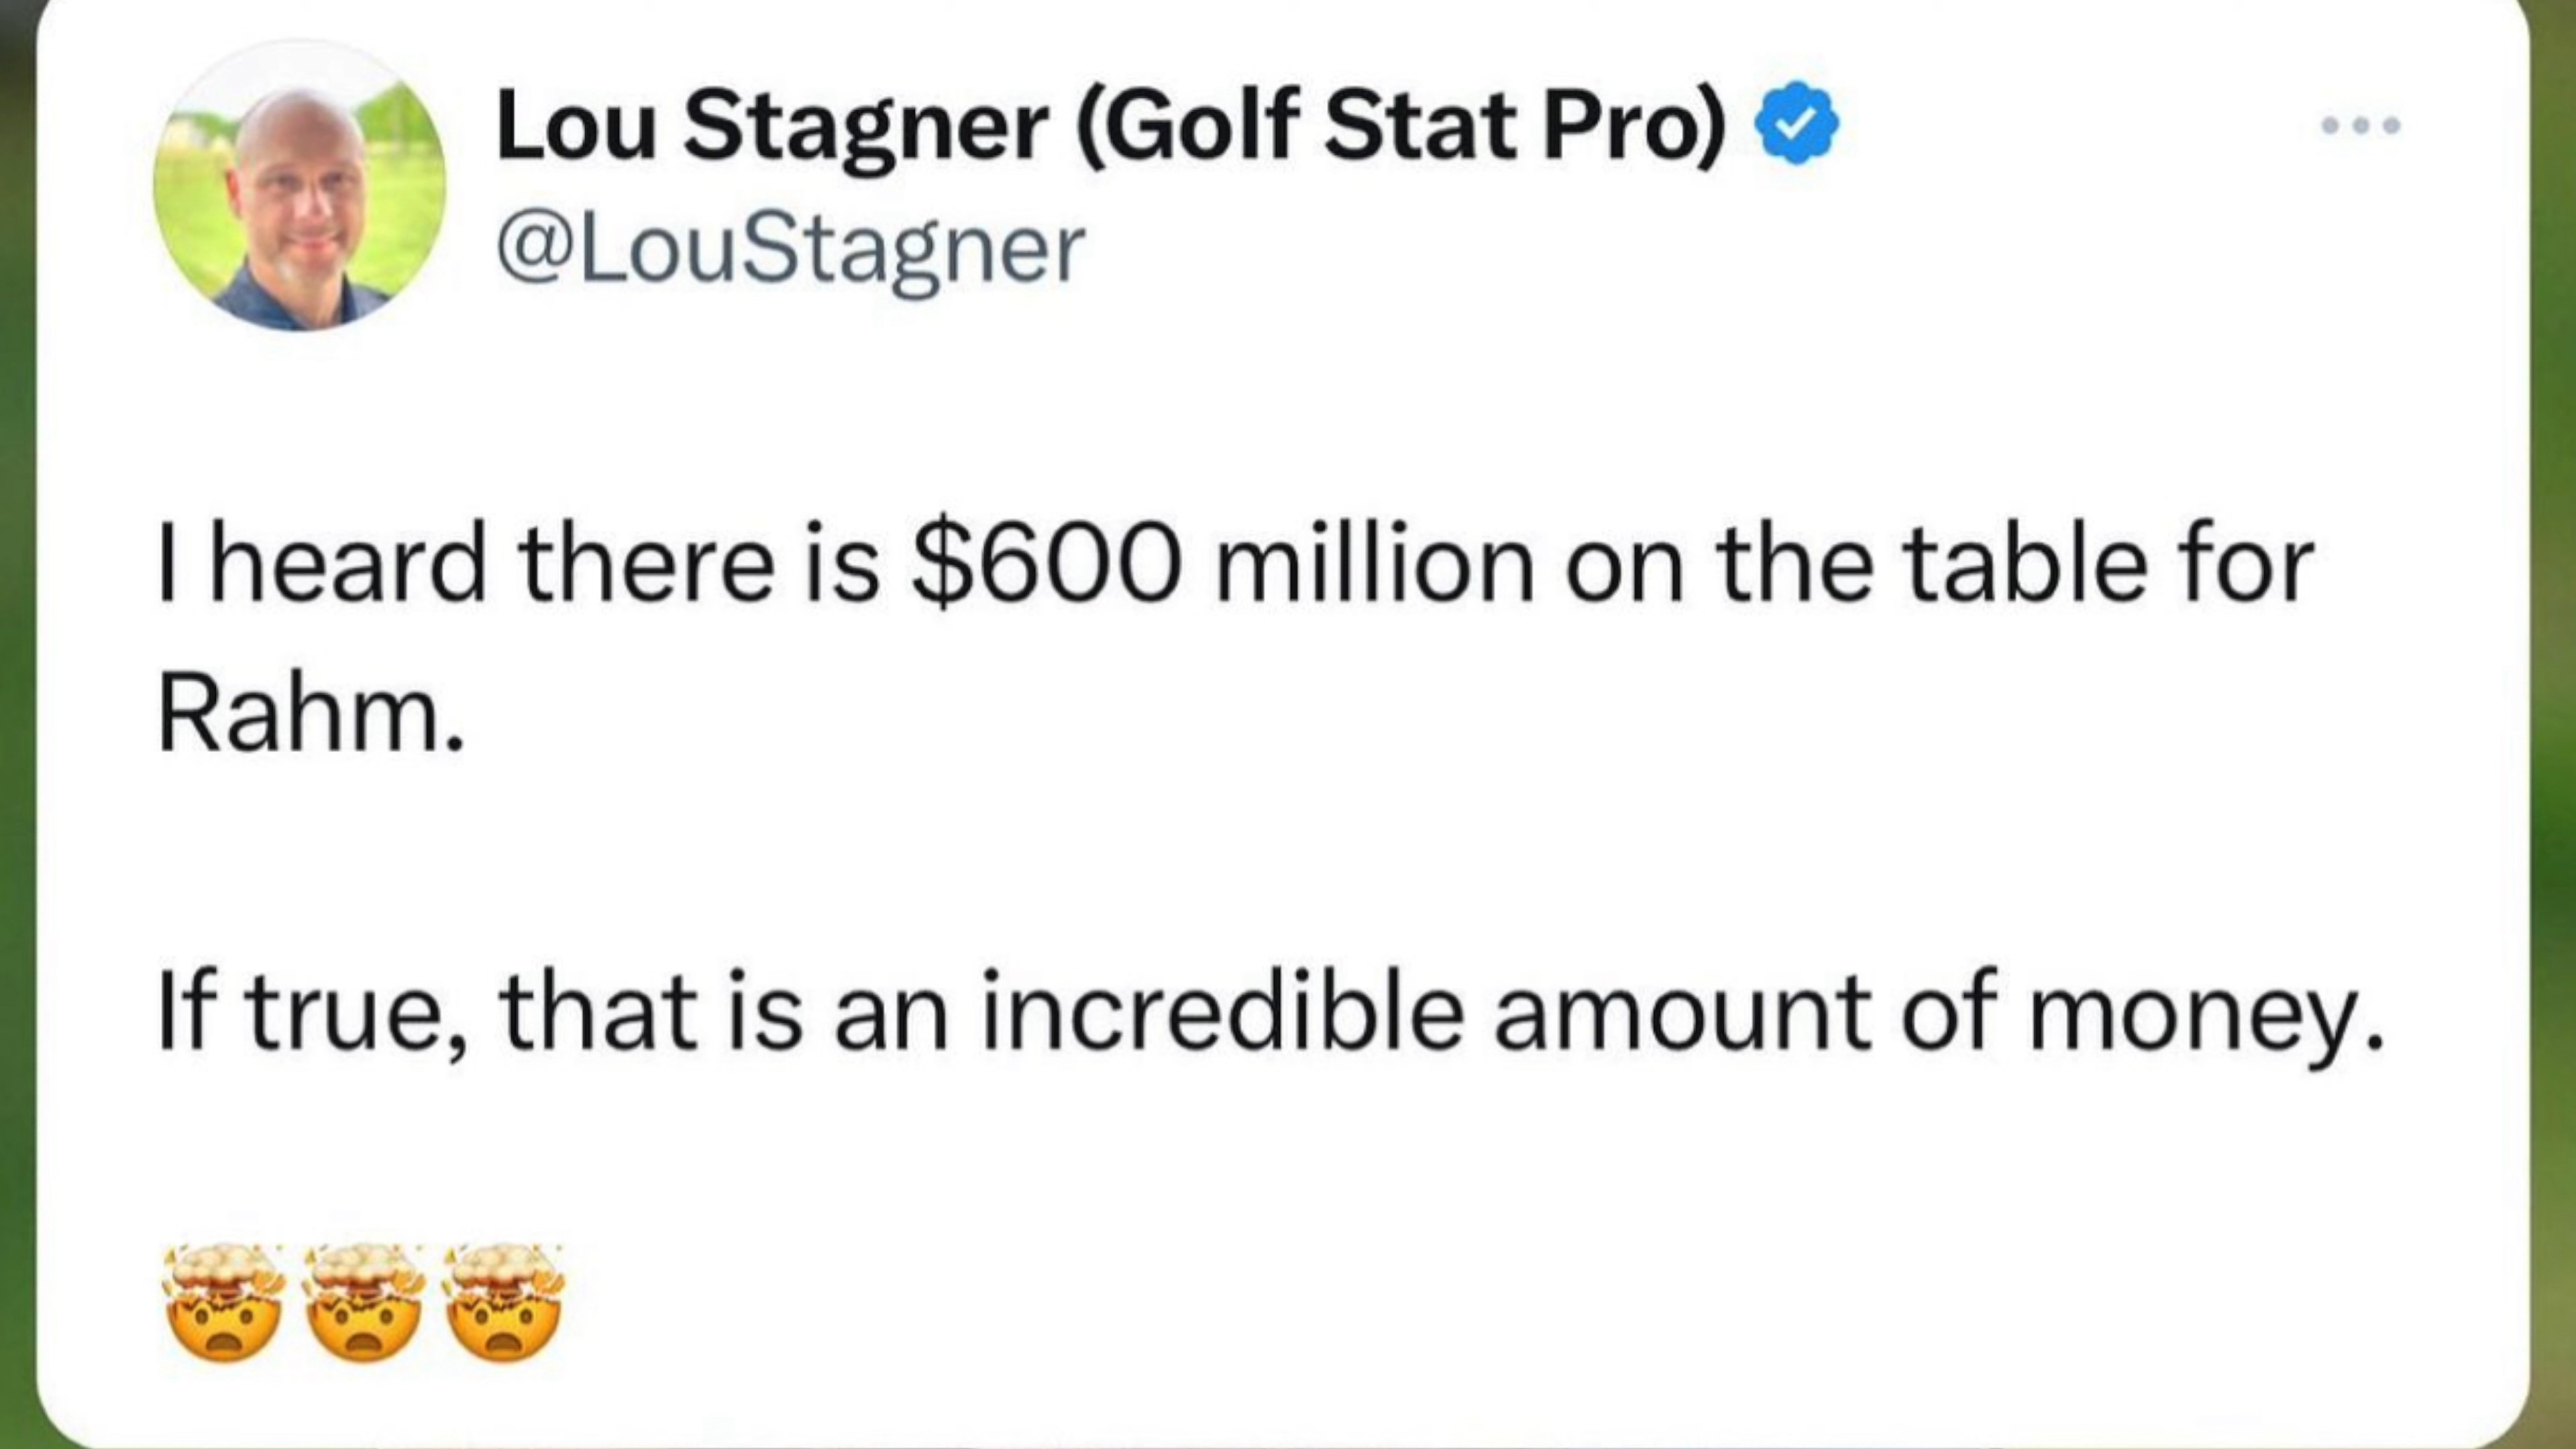 Lou Stagner (Golf Stat Pro)
@LouStagner
I heard there is $600 million on the table for
Rahm.
If true, that is an incredible amount of money.
🤯🤯🤯